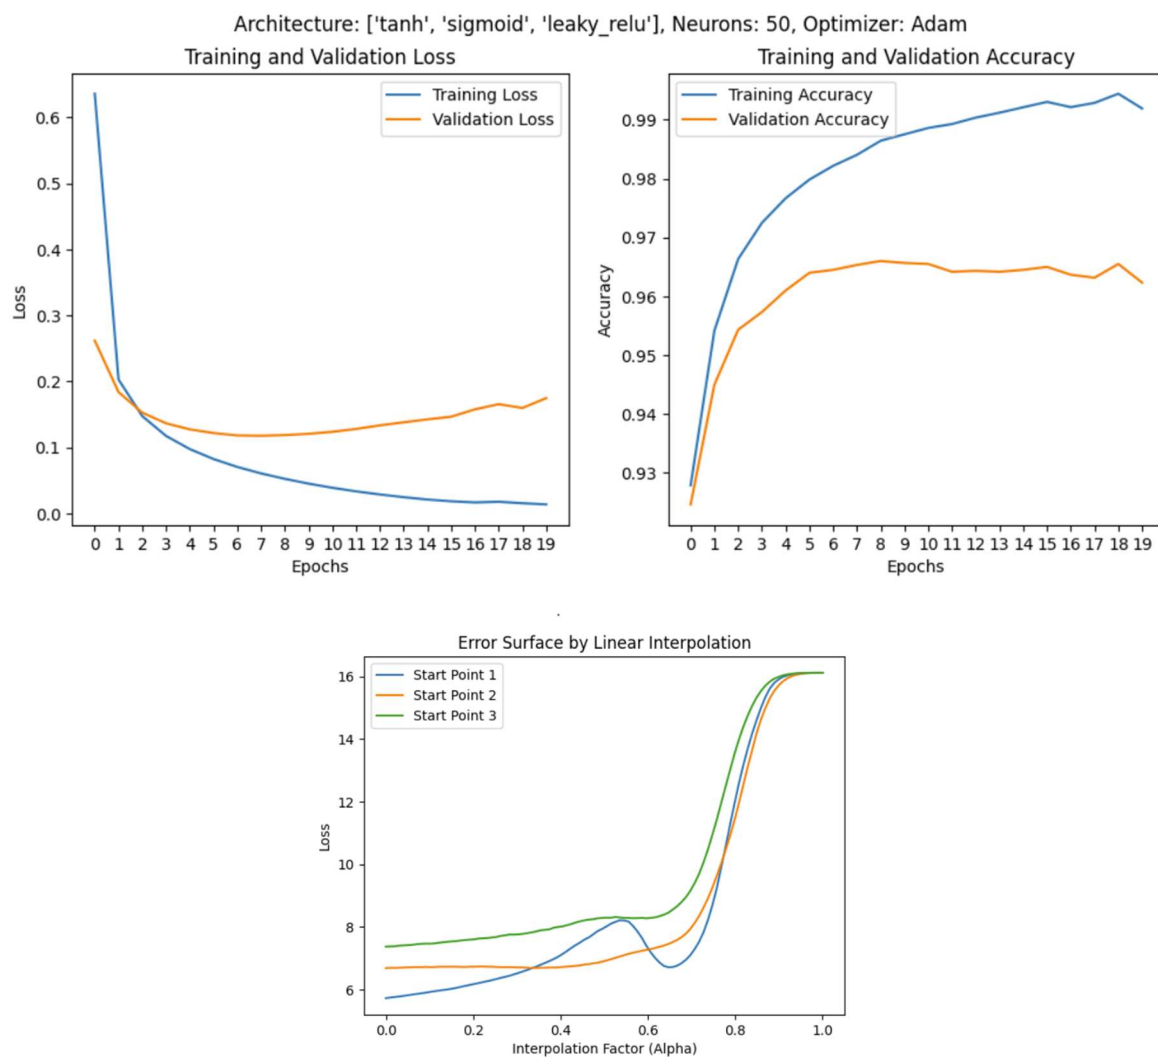 Architecture: ['tanh', 'sigmoid', 'leaky_relu'], Neurons: 50, Optimizer: Adam
Training and Validation Loss
Training Loss
Validation Loss
Loss
0.6
0.5
0.4
0.3
0.2
0.1
0.0
0 1 2 3 4 5 6 7 8 9 10 11 12 13 14 15 16 17 18 19
Epochs
Training and Validation Accuracy
Training Accuracy
Validation Accuracy
Accuracy
0.99
0.98
0.97
0.96
0.95
0.94
0.93
0 1 2 3 4 5 6 7 8 9 10 11 12 13 14 15 16 17 18 19
Epochs
.
Error Surface by Linear Interpolation
Start Point 1
Start Point 2
Start Point 3
Loss
16
14
12
10
8
6
0.0 0.2 0.4 0.6 0.8 1.0
Interpolation Factor (Alpha)